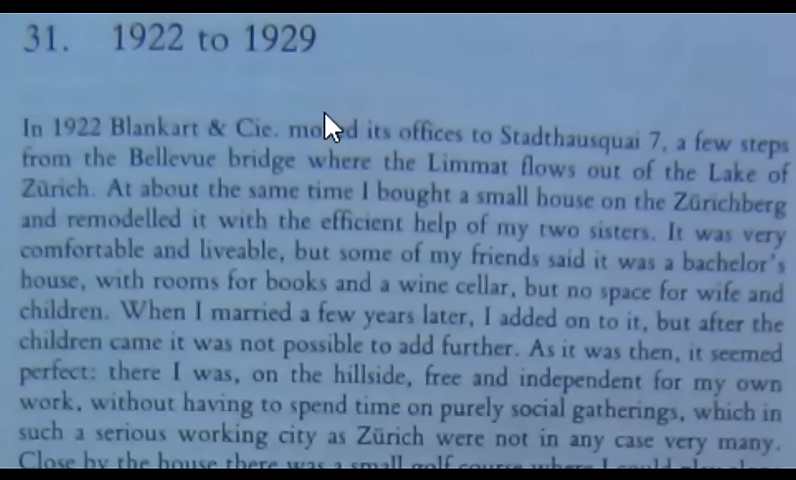 31. 1922 to 1929
In 1922 Blankart & Cie. moved its offices to Stadthausquai 7, a few steps
from the Bellevue bridge where the Limmat flows out of the Lake of
Zürich. At about the same time I bought a small house on the Zürichberg
and remodelled it with the efficient help of my two sisters. It was very
comfortable and liveable, but some of my friends said it was a bachelor's
house, with rooms for books and a wine cellar, but no space for wife and
children. When I married a few years later, I added on to it, but after the
children came it was not possible to add further. As it was then, it seemed
perfect: there I was, on the hillside, free and independent for my own
work, without having to spend time on purely social gatherings, which in
such a serious working city as Zürich were not in any case very many.
Close by the house there was a small golf course where I could play